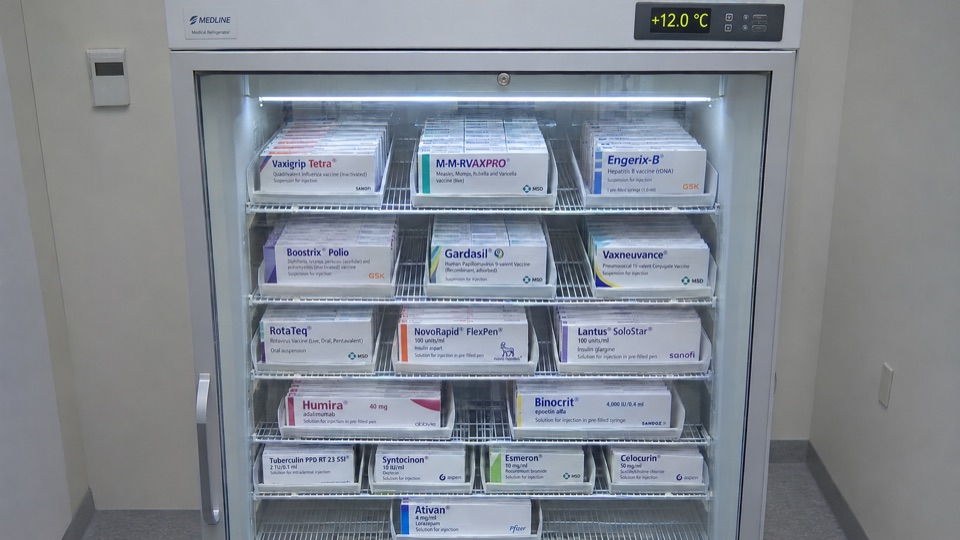 MEDLINE
Medical Refrigerator
+12.0 °C
Vaxigrip Tetra®
Quadrivalent influenza vaccine (inactivated)
Suspension for injection
SANOFI
M-M-RVAXPRO®
Measles, Mumps, Rubella and Varicella
vaccine (live)
MSD
Engerix-B®
Hepatitis B vaccine (rDNA)
Suspension for injection
GSK
Boostrix® Polio
GSK
Gardasil® 9
Human Papillomavirus 9-valent Vaccine
(Recombinant, adsorbed)
Suspension for injection
MSD
Vaxneuvance®
Pneumococcal 15-valent Conjugate Vaccine
Suspension for injection
MSD
RotaTeq®
Rotavirus Vaccine (Live, Oral, Pentavalent)
Oral suspension
MSD
NovoRapid® FlexPen®
100 units/ml
Insulin aspart
Solution for injection in pre-filled pen
Lantus® SoloStar®
100 units/ml
Insulin glargine
Solution for injection in pre-filled pen
sanofi
Humira® 40 mg
adalimumab
Solution for injection in pre-filled pen
abbvie
Binocrit® 4,000 IU/0.4 ml
epoetin alfa
Solution for injection in pre-filled syringe
SANDOZ
Tuberculin PPD RT 23 SSI®
2 TU/0.1 ml
Solution for intradermal injection
Syntocinon®
10 IU/ml
Solution for injection
aspen
Esmeron®
10 mg/ml
Rocuronium bromide
Solution for injection
MSD
Celocurin®
50 mg/ml
Solution for injection
aspen
Ativan®
4 mg/ml
Lorazepam
Solution for injection
Pfizer